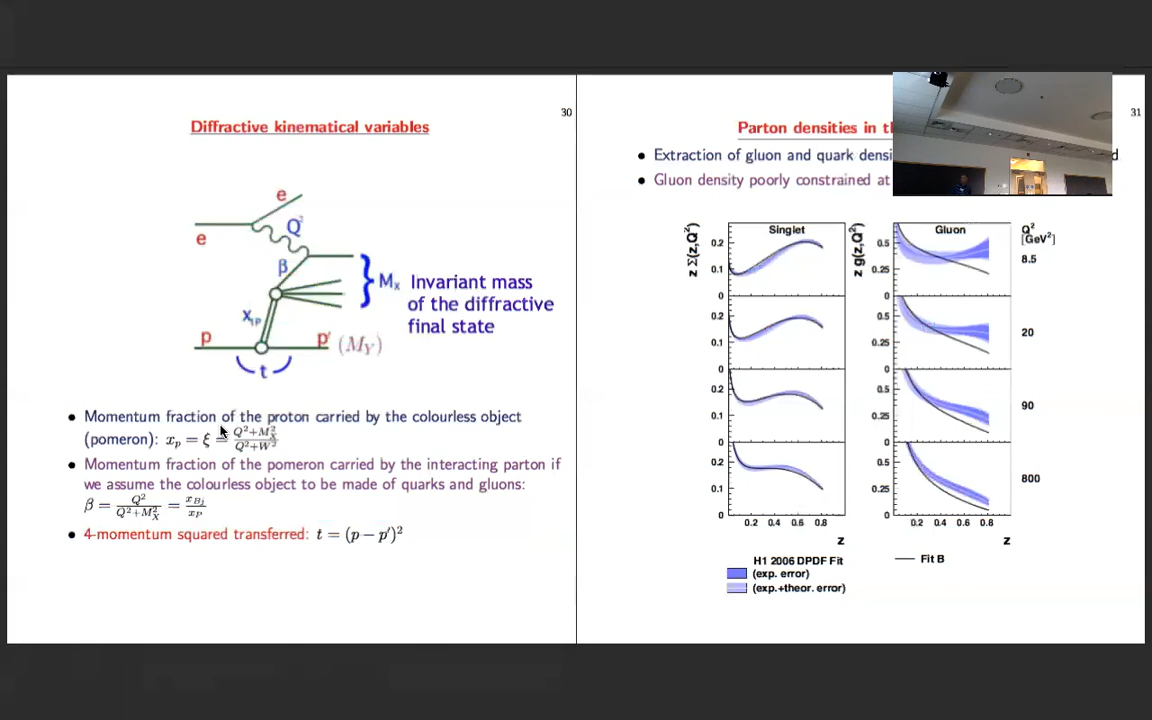 30
Diffractive kinematical variables
e
e
Q²
β
Mₓ
Invariant mass
of the diffractive
final state
x_IP
p
p' (M_Y)
t
• Momentum fraction of the proton carried by the colourless object
(pomeron): x_p = ξ = (Q²+M_X²)/(Q²+W²)
• Momentum fraction of the pomeron carried by the interacting parton if
we assume the colourless object to be made of quarks and gluons:
β = Q²/(Q²+M_X²) = x_Bj/x_P
• 4-momentum squared transferred: t = (p − p')²
31
Parton densities in t
• Extraction of gluon and quark densi
d
• Gluon density poorly constrained at
z Σ(z,Q²)
z g(z,Q²)
Singlet
Gluon
Q²
[GeV²]
0.2
0.1
0
0.5
0.25
0
8.5
0.2
0.1
0
0.5
0.25
0
20
0.2
0.1
0
0.5
0.25
0
90
0.2
0.1
0
0.5
0.25
0
800
0.2 0.4 0.6 0.8
0.2 0.4 0.6 0.8
z
z
H1 2006 DPDF Fit
(exp. error)
(exp.+theor. error)
Fit B